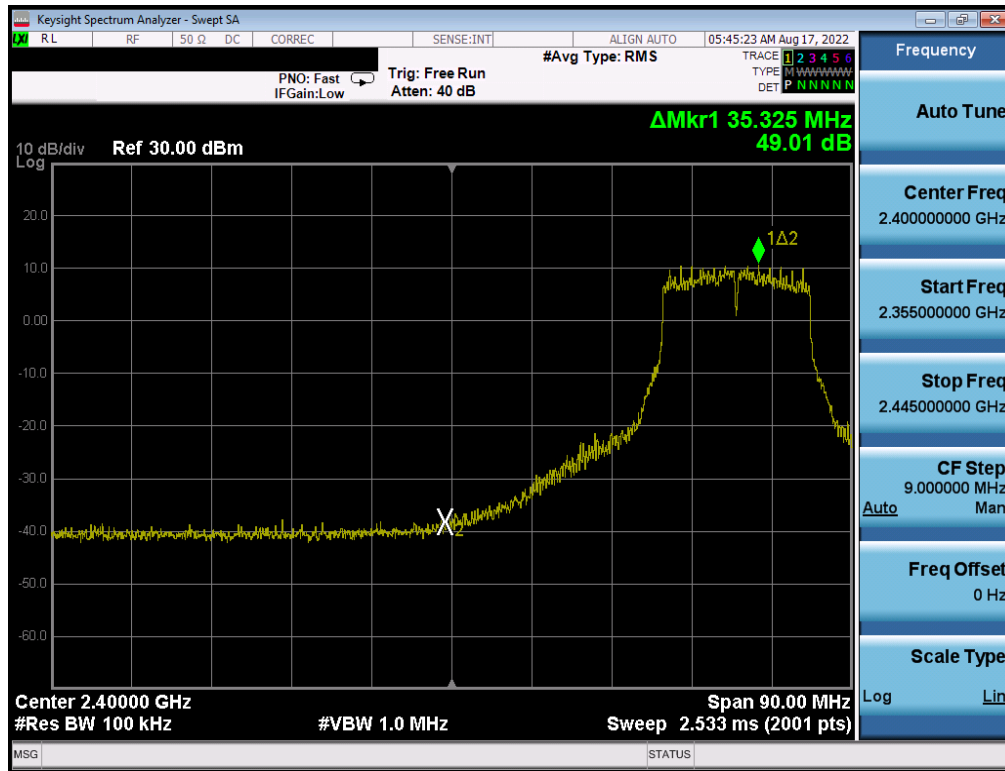 Keysight Spectrum Analyzer - Swept SA
LXI RL RF 50 Ω DC CORREC SENSE:INT ALIGN AUTO 05:45:23 AM Aug 17, 2022
#Avg Type: RMS
TRACE 1 2 3 4 5 6
TYPE M W W W W W
DET P N N N N N
PNO: Fast
IFGain:Low
Trig: Free Run
Atten: 40 dB
ΔMkr1 35.325 MHz
49.01 dB
10 dB/div
Log
Ref 30.00 dBm
20.0
10.0
0.00
-10.0
-20.0
-30.0
-40.0
-50.0
-60.0
1Δ2
X2
Center 2.40000 GHz
Span 90.00 MHz
#Res BW 100 kHz
#VBW 1.0 MHz
Sweep 2.533 ms (2001 pts)
MSG
STATUS
Frequency
Auto Tune
Center Freq
2.400000000 GHz
Start Freq
2.355000000 GHz
Stop Freq
2.445000000 GHz
CF Step
9.000000 MHz
Auto Man
Freq Offset
0 Hz
Scale Type
Log Lin